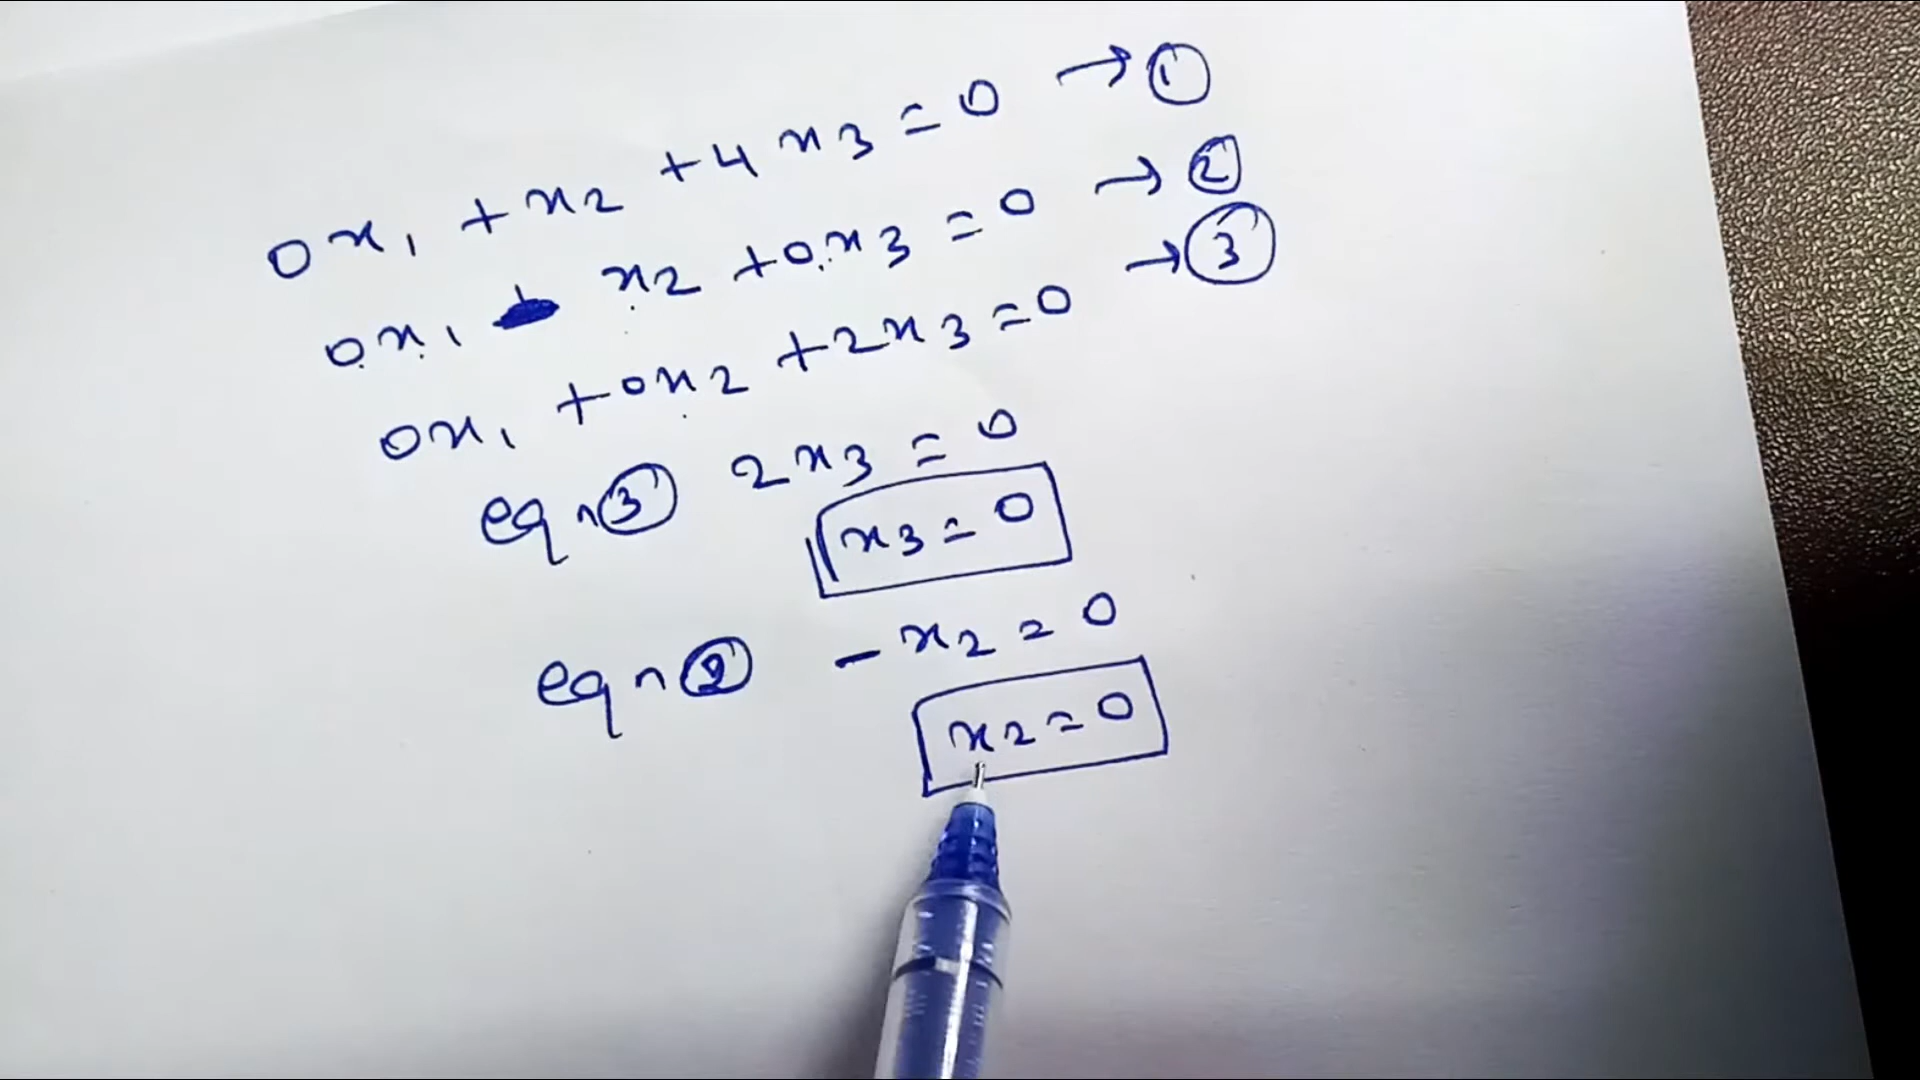 0x1 + x2 + 4x3 = 0 → ①
0x1 - x2 + 0x3 = 0 → ②
0x1 + 0x2 + 2x3 = 0 → ③
eqn ③ 2x3 = 0
x3 = 0
eqn ② - x2 = 0
x2 = 0